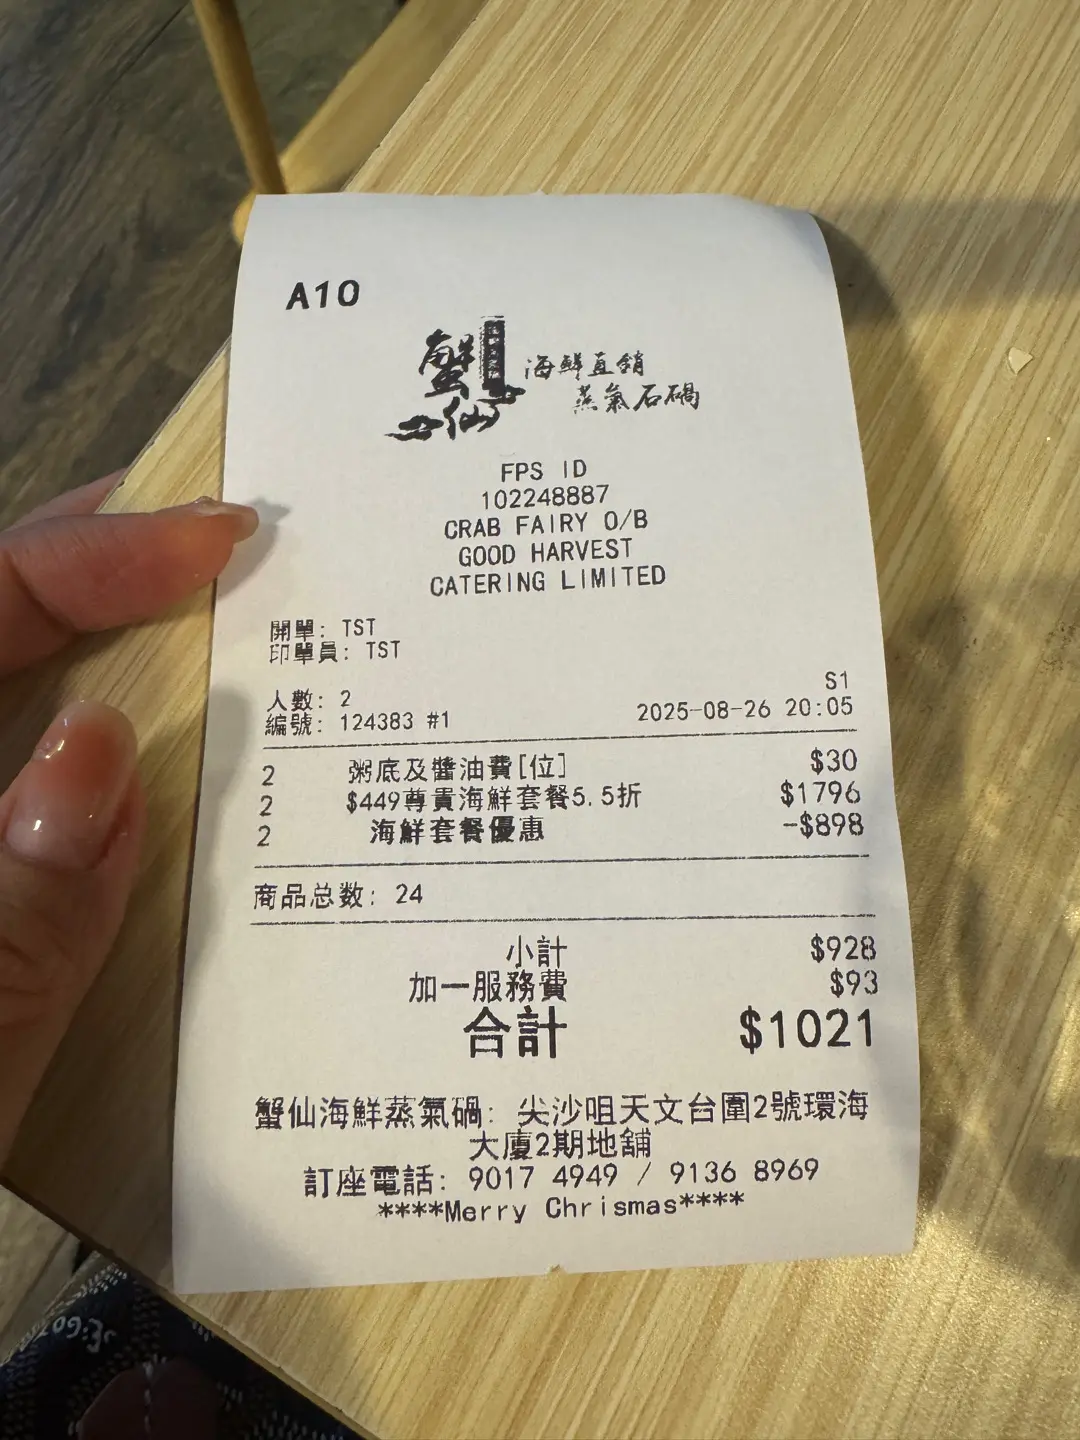 A10
蟹仙 海鮮直銷
蒸氣石鍋
FPS ID
102248887
CRAB FAIRY O/B
GOOD HARVEST
CATERING LIMITED
開單: TST
印單員: TST
S1
人數: 2
編號: 124383 #1 2025-08-26 20:05
2 粥底及醬油費[位] $30
2 $449尊貴海鮮套餐5.5折 $1796
2 海鮮套餐優惠 -$898
商品总数: 24
小計 $928
加一服務費 $93
合計 $1021
蟹仙海鮮蒸氣鍋: 尖沙咀天文台圍2號環海
大廈2期地舖
訂座電話: 9017 4949 / 9136 8969
****Merry Chrismas****